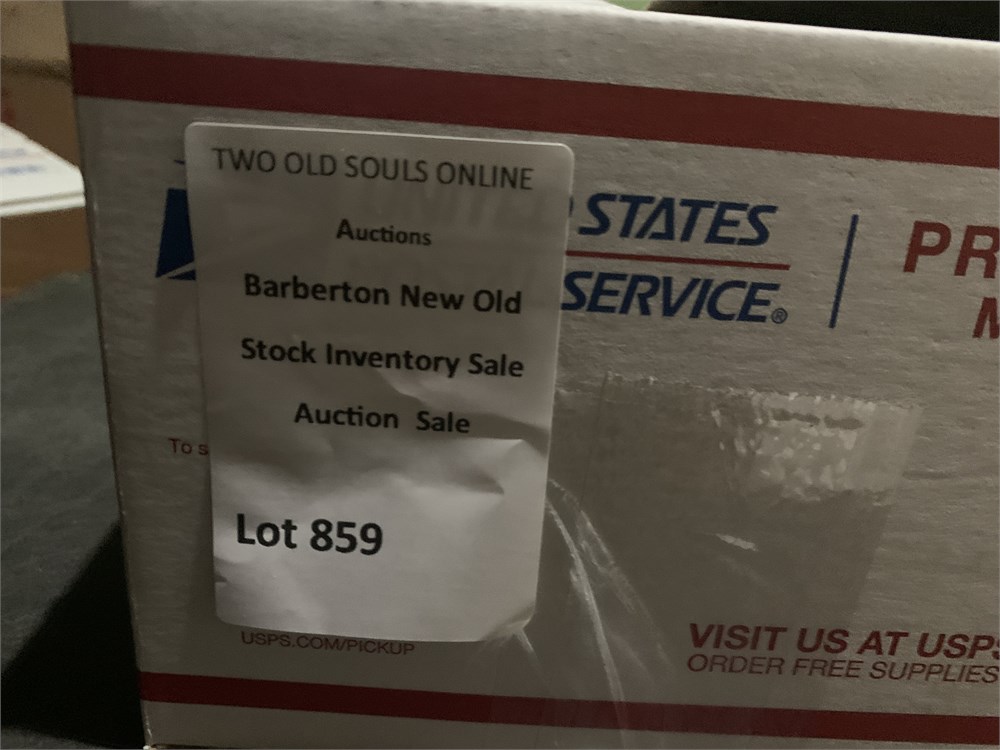 TWO OLD SOULS ONLINE
Auctions
Barberton New Old
Stock Inventory Sale
Auction Sale
Lot 859
UNITED STATES
SERVICE®
PR
M
To s
USPS.COM/PICKUP
VISIT US AT USPS
ORDER FREE SUPPLIES